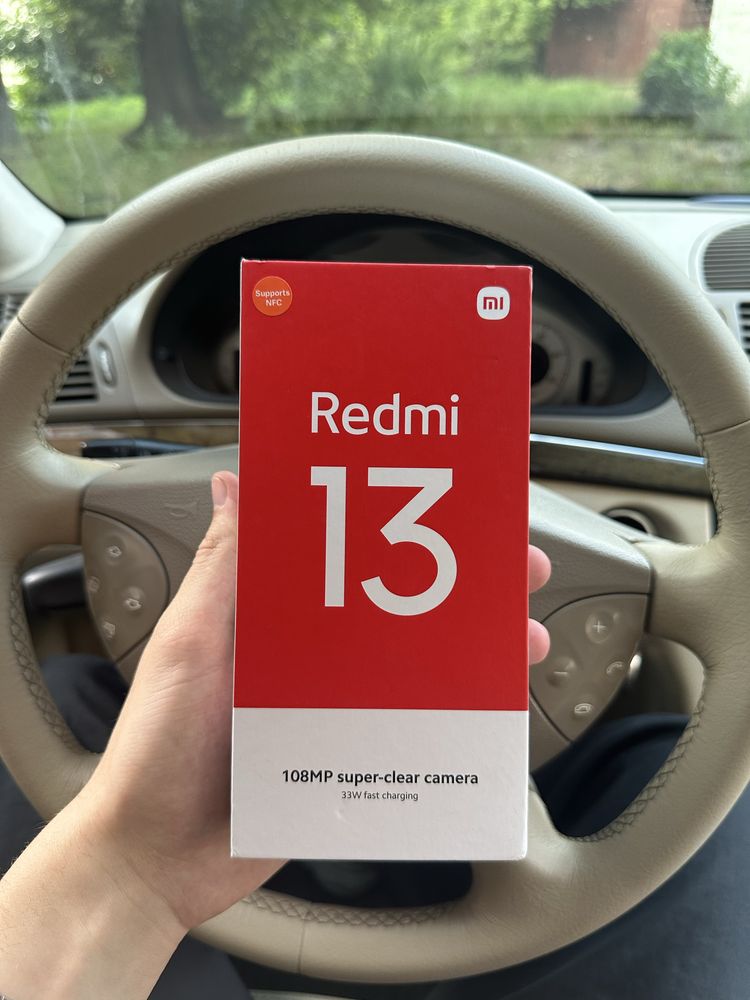 Supports
NFC
mi
Redmi
13
108MP super-clear camera
33W fast charging